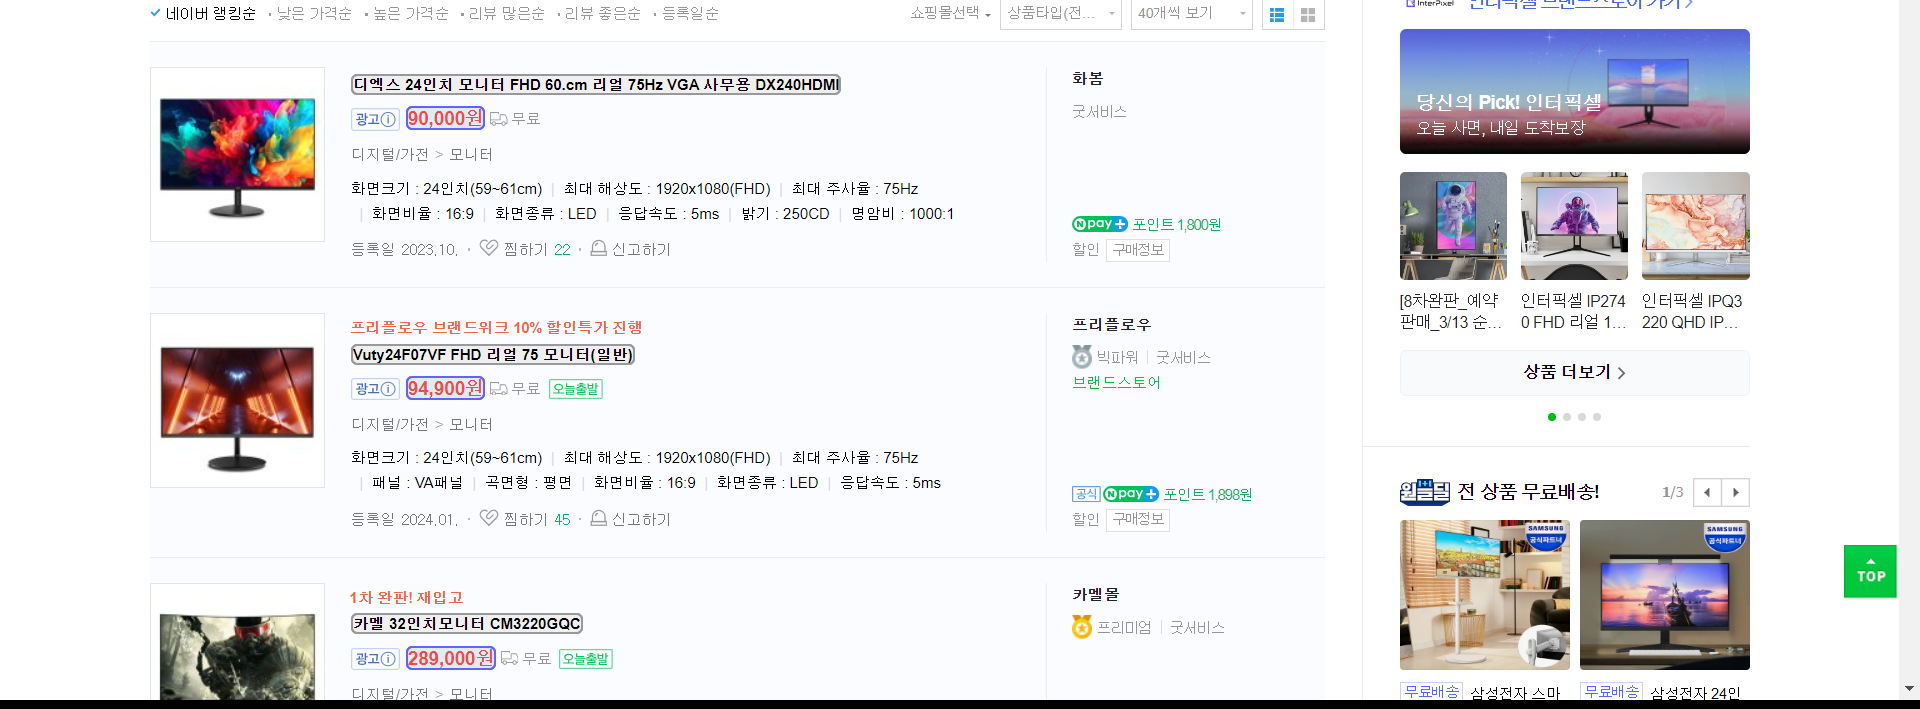 네이버 랭킹순
낮은 가격순
높은 가격순
리뷰 많은순
리뷰 좋은순
등록일순
쇼핑몰선택
상품타입(전...
40개씩 보기
디엑스 24인치 모니터 FHD 60.cm 리얼 75Hz VGA 사무용 DX240HDMI
광고 90,000원 무료
디지털/가전 > 모니터
화면크기 : 24인치(59~61cm) | 최대 해상도 : 1920x1080(FHD) | 최대 주사율 : 75Hz
| 화면비율 : 16:9 | 화면종류 : LED | 응답속도 : 5ms | 밝기 : 250CD | 명암비 : 1000:1
등록일 2023.10. · 찜하기 22 · 신고하기
화봄
굿서비스
N pay+ 포인트 1,800원
할인 구매정보
프리플로우 브랜드위크 10% 할인특가 진행
Vuty24F07VF FHD 리얼 75 모니터(일반)
광고 94,900원 무료 오늘출발
디지털/가전 > 모니터
화면크기 : 24인치(59~61cm) | 최대 해상도 : 1920x1080(FHD) | 최대 주사율 : 75Hz
| 패널 : VA패널 | 곡면형 : 평면 | 화면비율 : 16:9 | 화면종류 : LED | 응답속도 : 5ms
등록일 2024.01. · 찜하기 45 · 신고하기
프리플로우
빅파워 | 굿서비스
브랜드스토어
공식 N pay+ 포인트 1,898원
할인 구매정보
1차 완판! 재입고
카멜 32인치모니터 CM3220GQC
광고 289,000원 무료 오늘출발
디지털/가전 > 모니터
카멜몰
프리미엄 | 굿서비스
InterPixel 인터픽셀 브랜드스토어 가기 >
당신의 Pick! 인터픽셀
오늘 사면, 내일 도착보장
[8차완판_예약
판매_3/13 순...
인터픽셀 IP274
0 FHD 리얼 1...
인터픽셀 IPQ3
220 QHD IP...
상품 더보기 >
원쁠딜 1+1 전 상품 무료배송!
1/3
SAMSUNG
공식파트너
SAMSUNG
공식파트너
무료배송 삼성전자 스마
무료배송 삼성전자 24인
TOP